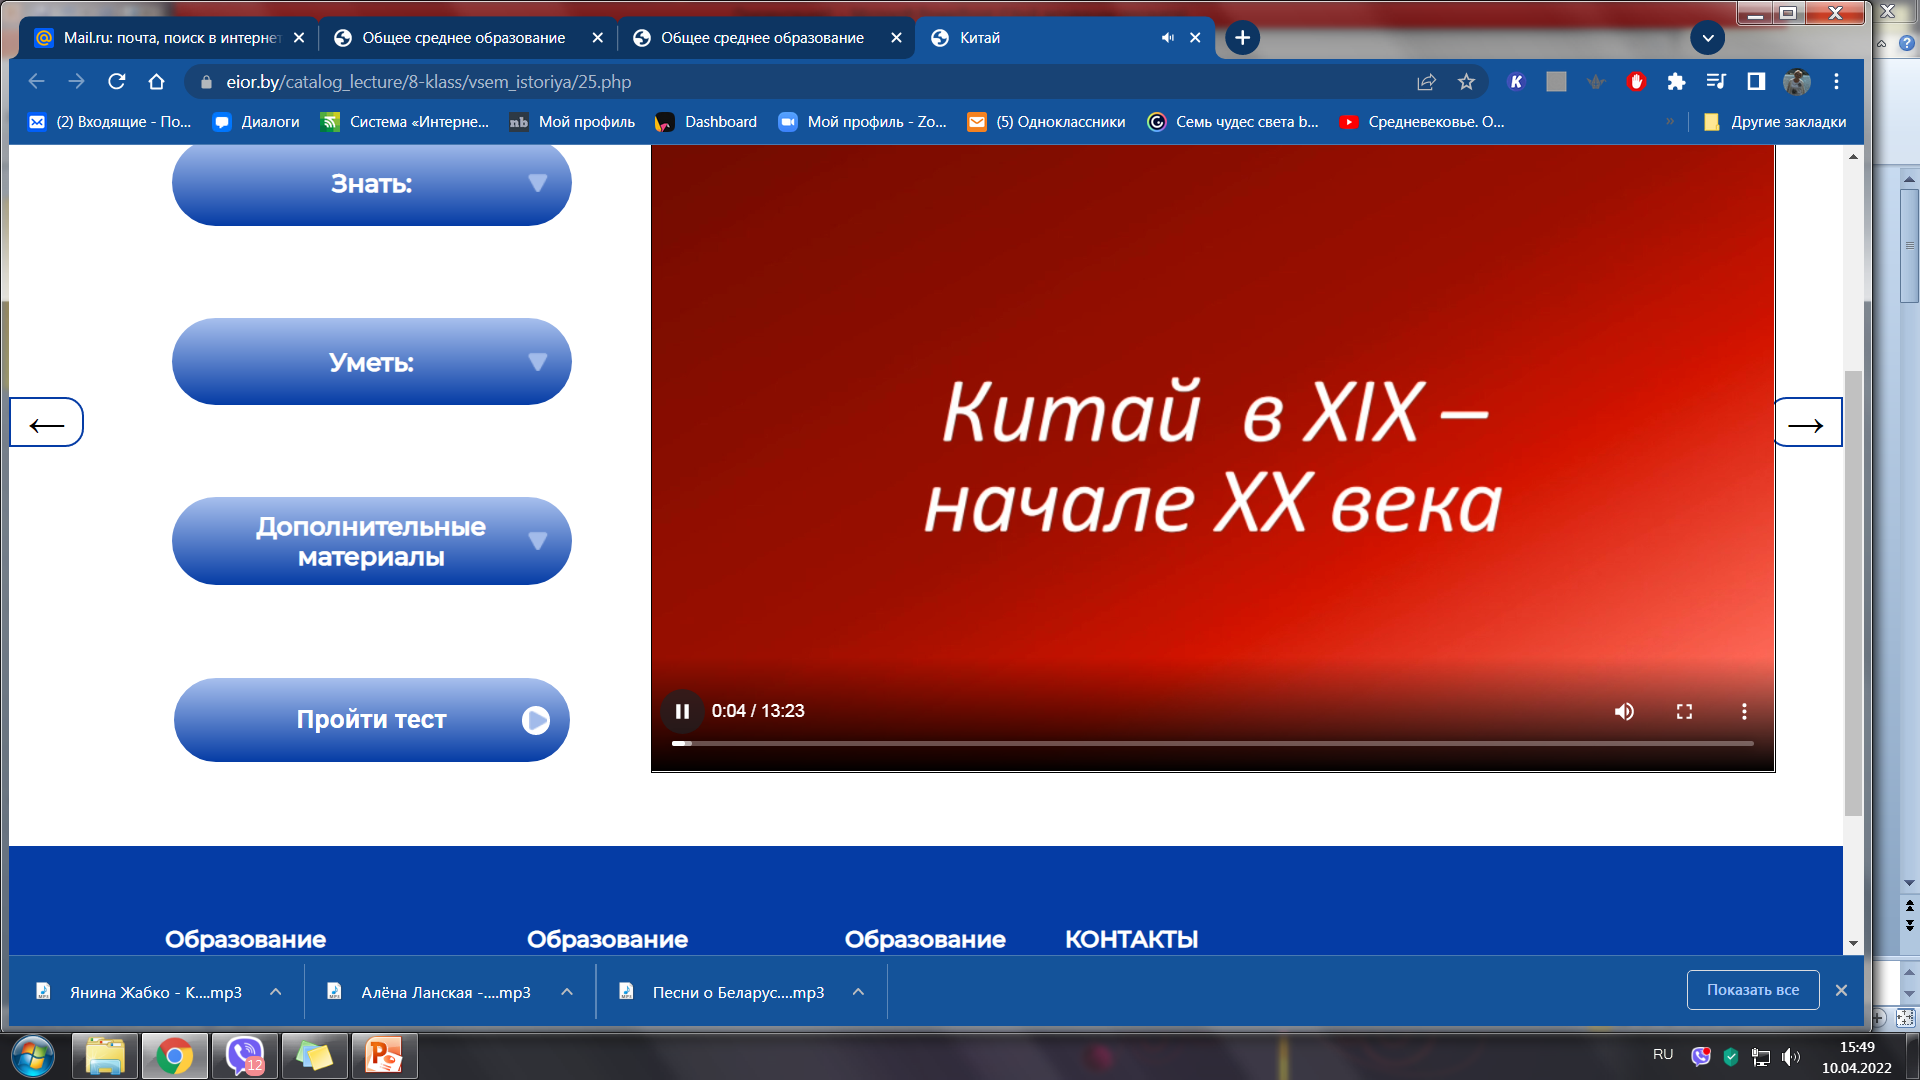 Mail.ru: почта, поиск в интернет
Общее среднее образование
Общее среднее образование
Китай
eior.by/catalog_lecture/8-klass/vsem_istoriya/25.php
(2) Входящие - По...
Диалоги
Система «Интерне...
nb Мой профиль
Dashboard
Мой профиль - Zo...
(5) Одноклассники
Семь чудес света b...
Средневековье. О...
»
Другие закладки
Знать:
Уметь:
Дополнительные
материалы
Пройти тест
←
→
Китай в XIX –
начале XX века
0:04 / 13:23
Образование
Образование
Образование
КОНТАКТЫ
Янина Жабко - К....mp3
Алёна Ланская -....mp3
Песни о Беларус....mp3
Показать все
12
RU
15:49
10.04.2022